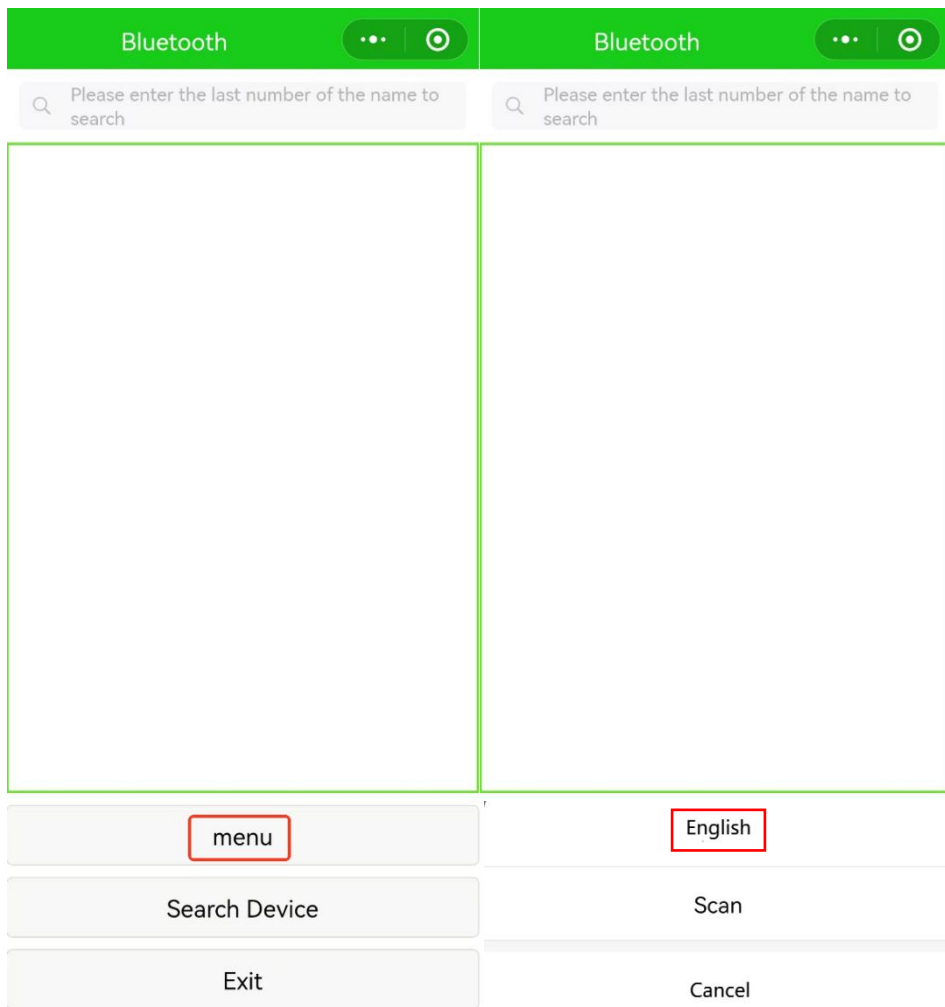 Bluetooth
Please enter the last number of the name to
search
menu
Search Device
Exit
Bluetooth
Please enter the last number of the name to
search
English
Scan
Cancel